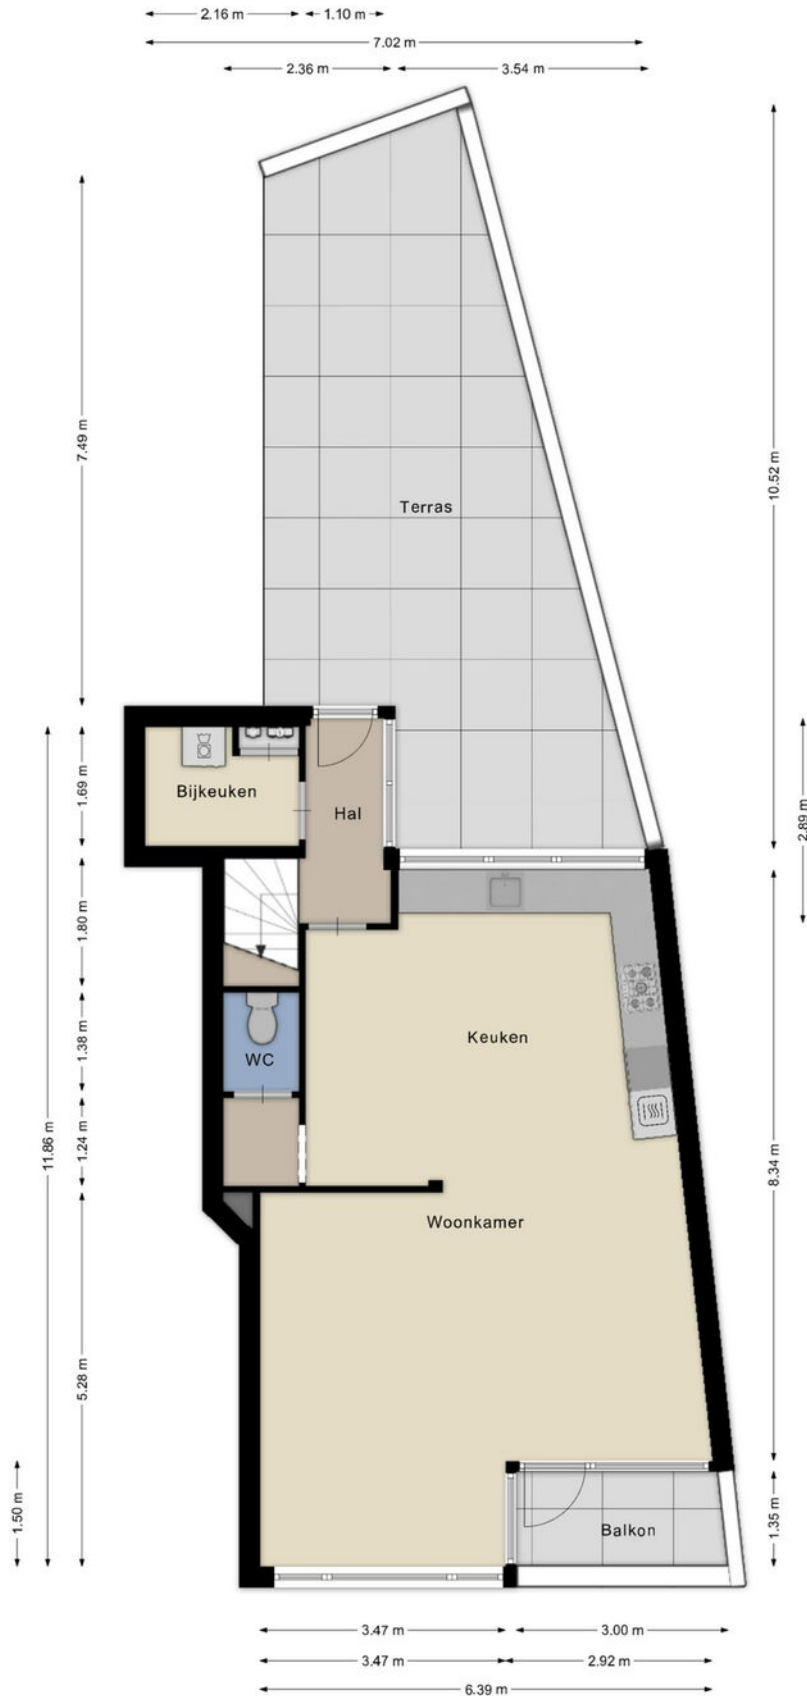 2.16 m
1.10 m
7.02 m
2.36 m
3.54 m
7.49 m
10.52 m
Terras
1.69 m
Bijkeuken
Hal
2.89 m
1.80 m
1.38 m
WC
Keuken
11.86 m
1.24 m
8.34 m
Woonkamer
5.28 m
1.50 m
Balkon
1.35 m
3.47 m
3.00 m
3.47 m
2.92 m
6.39 m